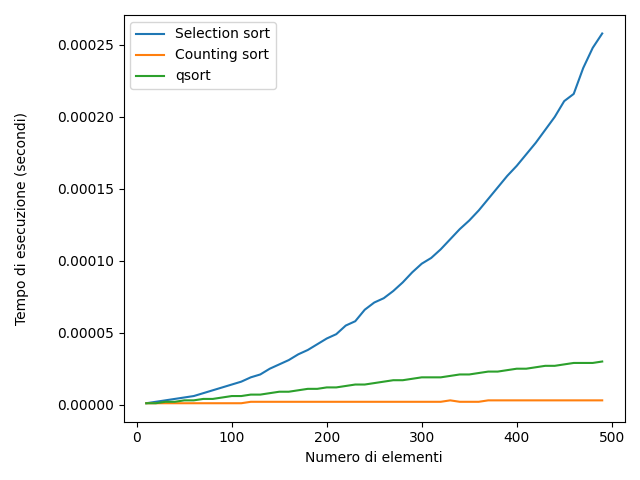 Selection sort
Counting sort
qsort
Tempo di esecuzione (secondi)
0.00025
0.00020
0.00015
0.00010
0.00005
0.00000
0 100 200 300 400 500
Numero di elementi